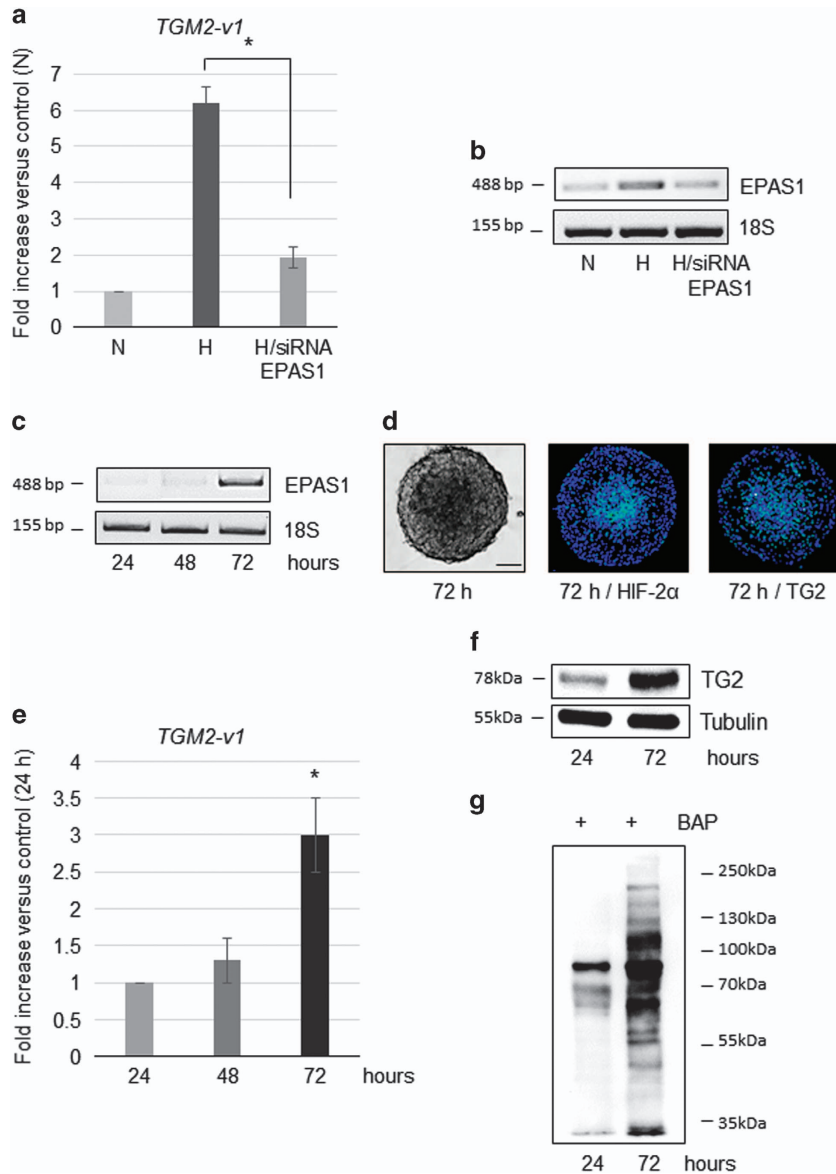 a
TGM2-v1
*
Fold increase versus control (N)
7
6
5
4
3
2
1
0
N H H/siRNA
EPAS1
b
488 bp – EPAS1
155 bp – 18S
N H H/siRNA
EPAS1
c
488 bp – EPAS1
155 bp – 18S
24 48 72 hours
d
72 h 72 h / HIF-2α 72 h / TG2
e
TGM2-v1
*
Fold increase versus control (24 h)
4
3.5
3
2.5
2
1.5
1
0.5
0
24 48 72 hours
f
78kDa – TG2
55kDa – Tubulin
24 72 hours
g
+ + BAP
– 250kDa
– 130kDa
– 100kDa
– 70kDa
– 55kDa
– 35kDa
24 72 hours